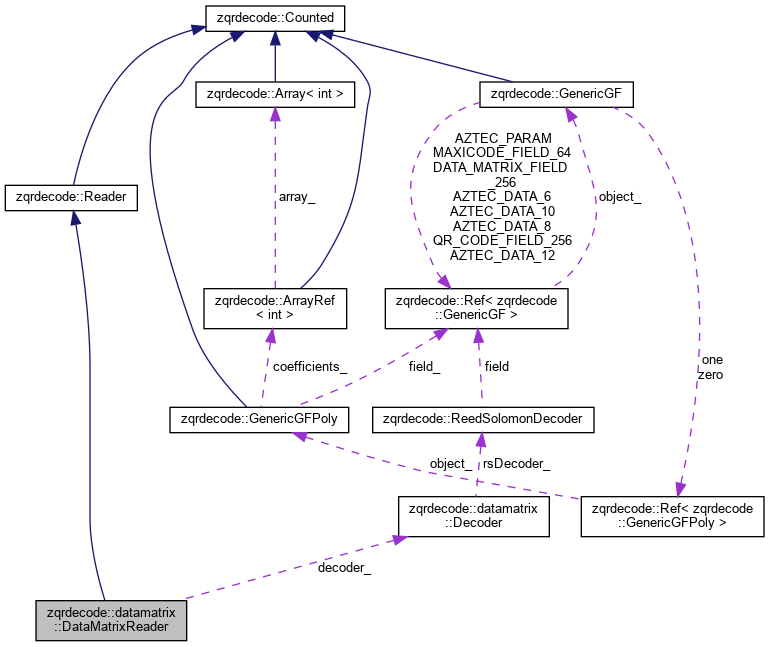 zqrdecode::Counted
zqrdecode::Array< int >
zqrdecode::GenericGF
AZTEC_PARAM
MAXICODE_FIELD_64
DATA_MATRIX_FIELD
_256
AZTEC_DATA_6
AZTEC_DATA_10
AZTEC_DATA_8
QR_CODE_FIELD_256
AZTEC_DATA_12
zqrdecode::Reader
array_
object_
zqrdecode::ArrayRef
< int >
zqrdecode::Ref< zqrdecode
::GenericGF >
coefficients_
field_
field
one
zero
zqrdecode::GenericGFPoly
zqrdecode::ReedSolomonDecoder
object_
rsDecoder_
zqrdecode::datamatrix
::Decoder
zqrdecode::Ref< zqrdecode
::GenericGFPoly >
decoder_
zqrdecode::datamatrix
::DataMatrixReader